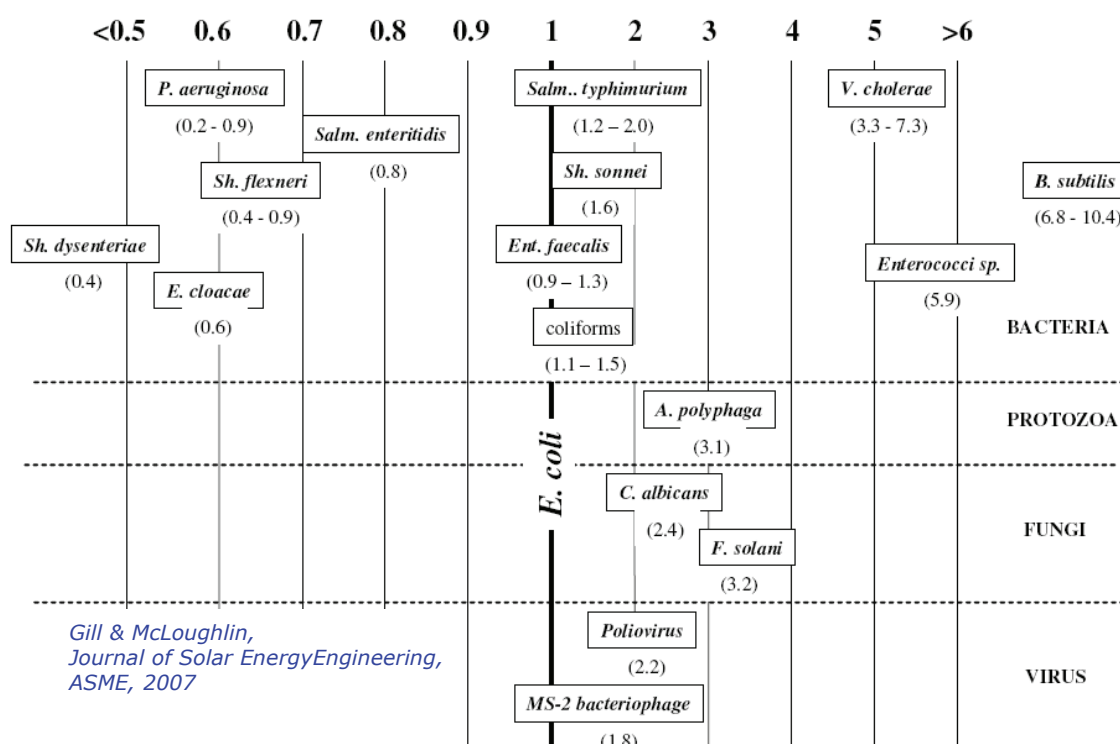 <0.5 0.6 0.7 0.8 0.9 1 2 3 4 5 >6
P. aeruginosa
(0.2 - 0.9)
Salm. enteritidis
(0.8)
Sh. flexneri
(0.4 - 0.9)
Sh. dysenteriae
(0.4)
E. cloacae
(0.6)
Salm.. typhimurium
(1.2 – 2.0)
Sh. sonnei
(1.6)
Ent. faecalis
(0.9 – 1.3)
coliforms
(1.1 – 1.5)
V. cholerae
(3.3 - 7.3)
B. subtilis
(6.8 - 10.4)
Enterococci sp.
(5.9)
BACTERIA
A. polyphaga
(3.1)
PROTOZOA
E. coli
C. albicans
(2.4)
F. solani
(3.2)
FUNGI
Poliovirus
(2.2)
MS-2 bacteriophage
(1.8)
VIRUS
Gill & McLoughlin,
Journal of Solar EnergyEngineering,
ASME, 2007